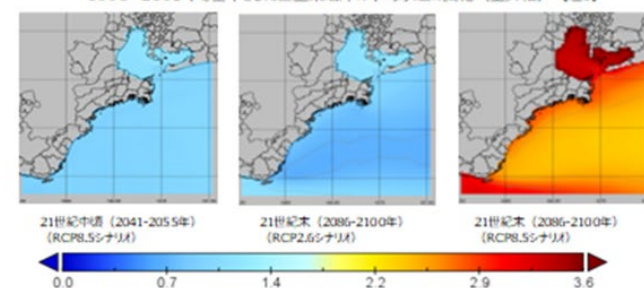 21世紀中頃（2041-2055年）
（RCP8.5シナリオ）
21世紀末（2086-2100年）
（RCP2.6シナリオ）
21世紀末（2086-2100年）
（RCP8.5シナリオ）
0.0 0.7 1.4 2.2 2.9 3.6